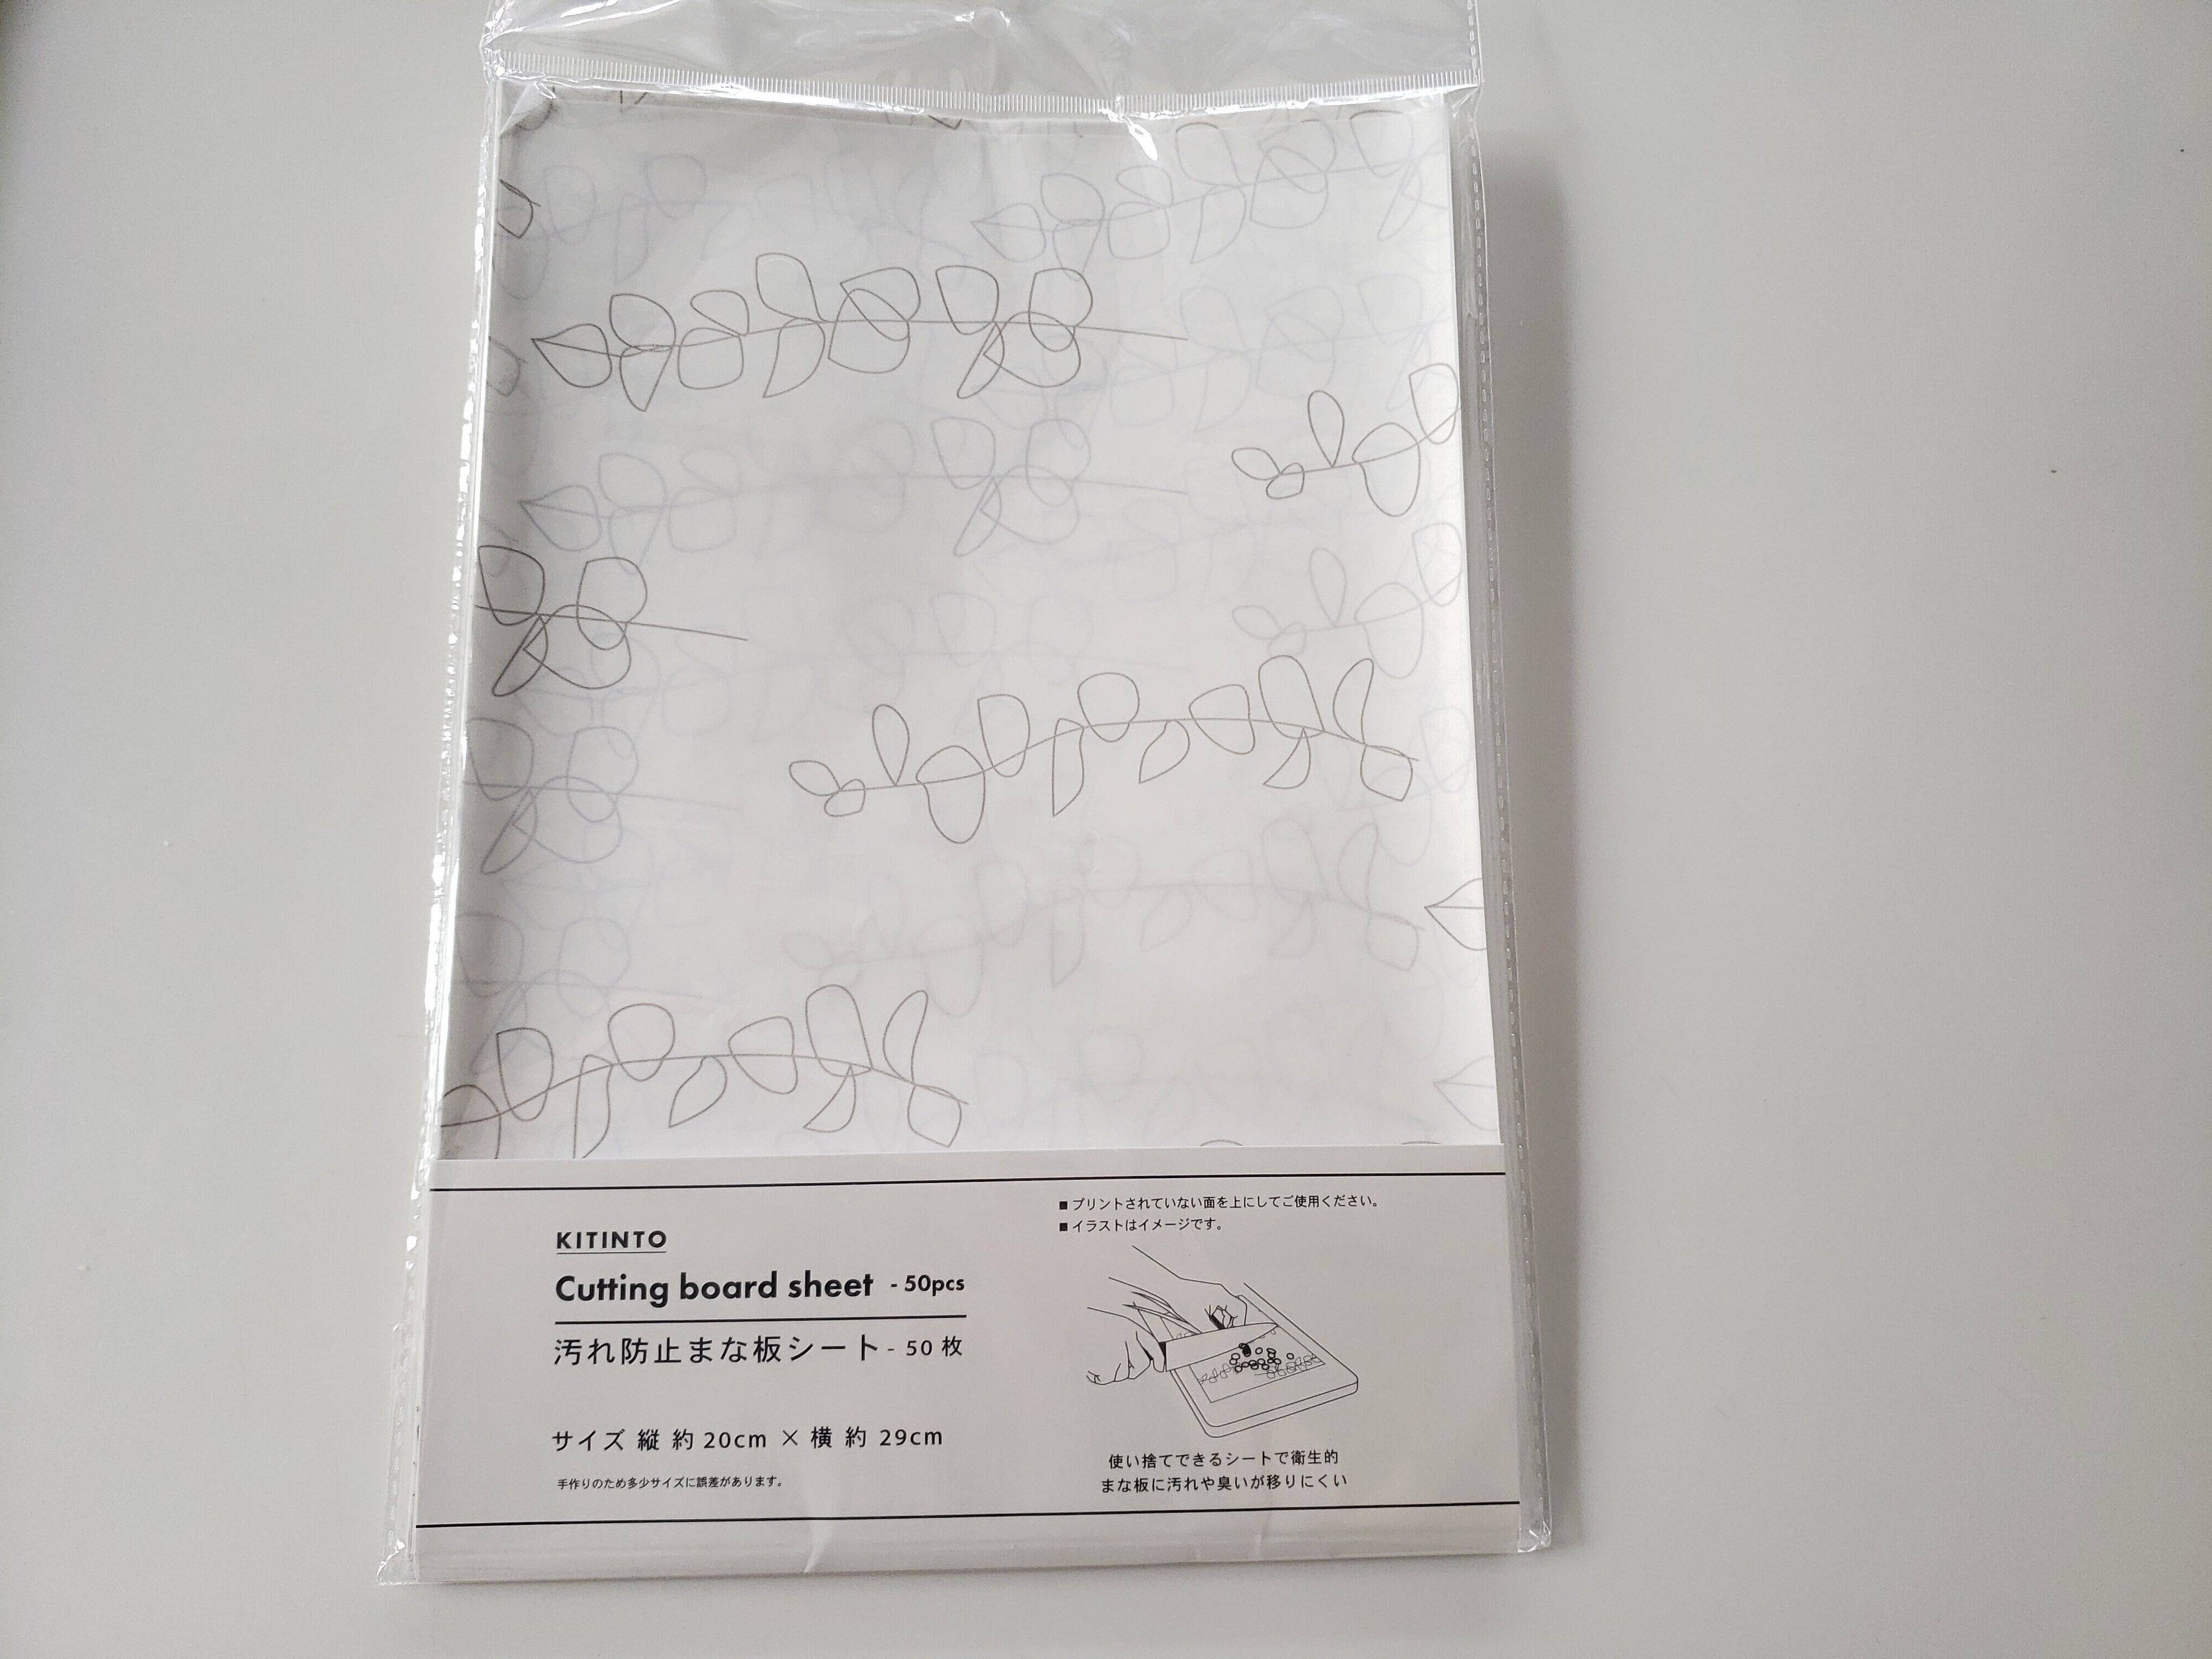 KITINTO
Cutting board sheet - 50pcs
汚れ防止まな板シート - 50 枚
サイズ 縦 約 20cm × 横 約 29cm
手作りのため多少サイズに誤差があります。
■ プリントされていない面を上にしてご使用ください。
■ イラストはイメージです。
使い捨てできるシートで衛生的
まな板に汚れや臭いが移りにくい